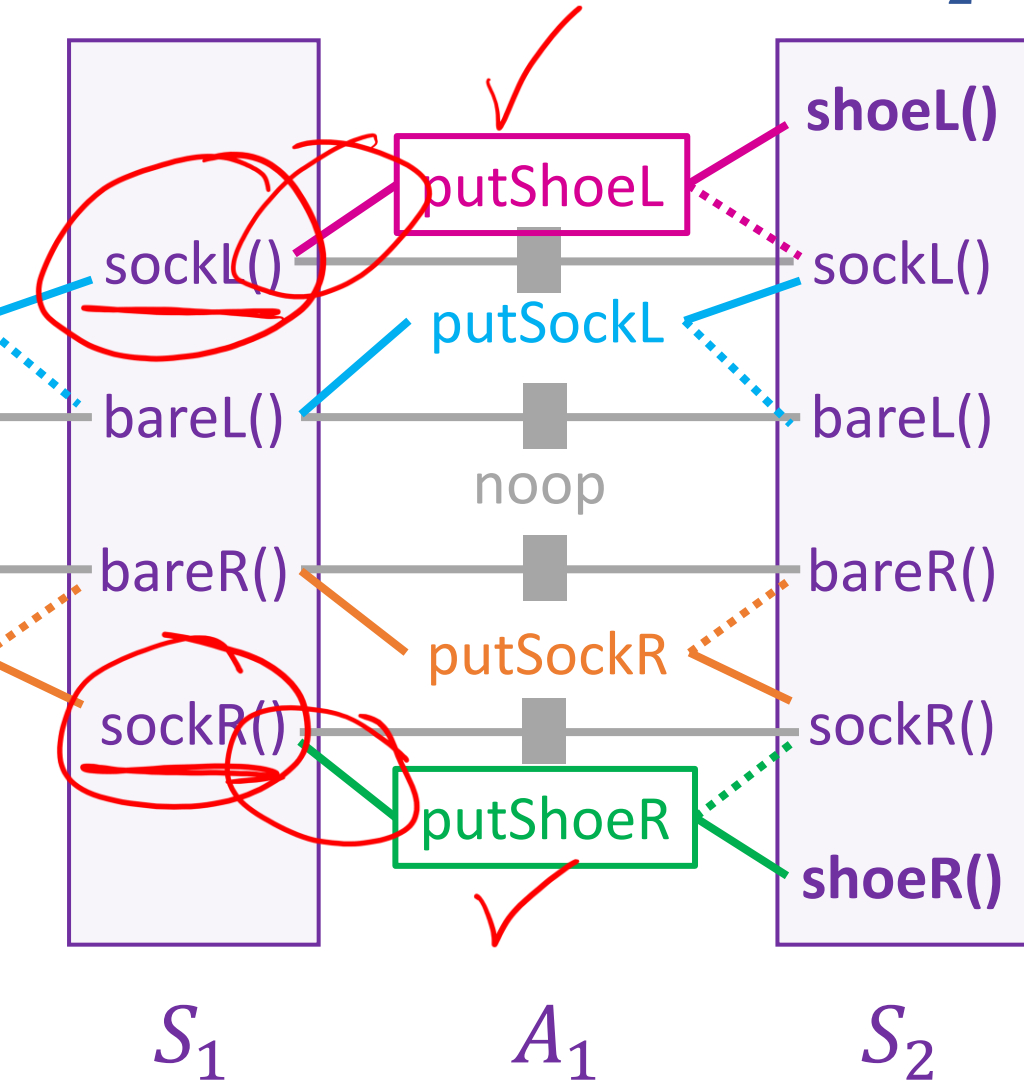 shoeL()
putShoeL
sockL()
sockL()
putSockL
bareL()
bareL()
noop
bareR()
bareR()
putSockR
sockR()
sockR()
putShoeR
shoeR()
S₁
A₁
S₂